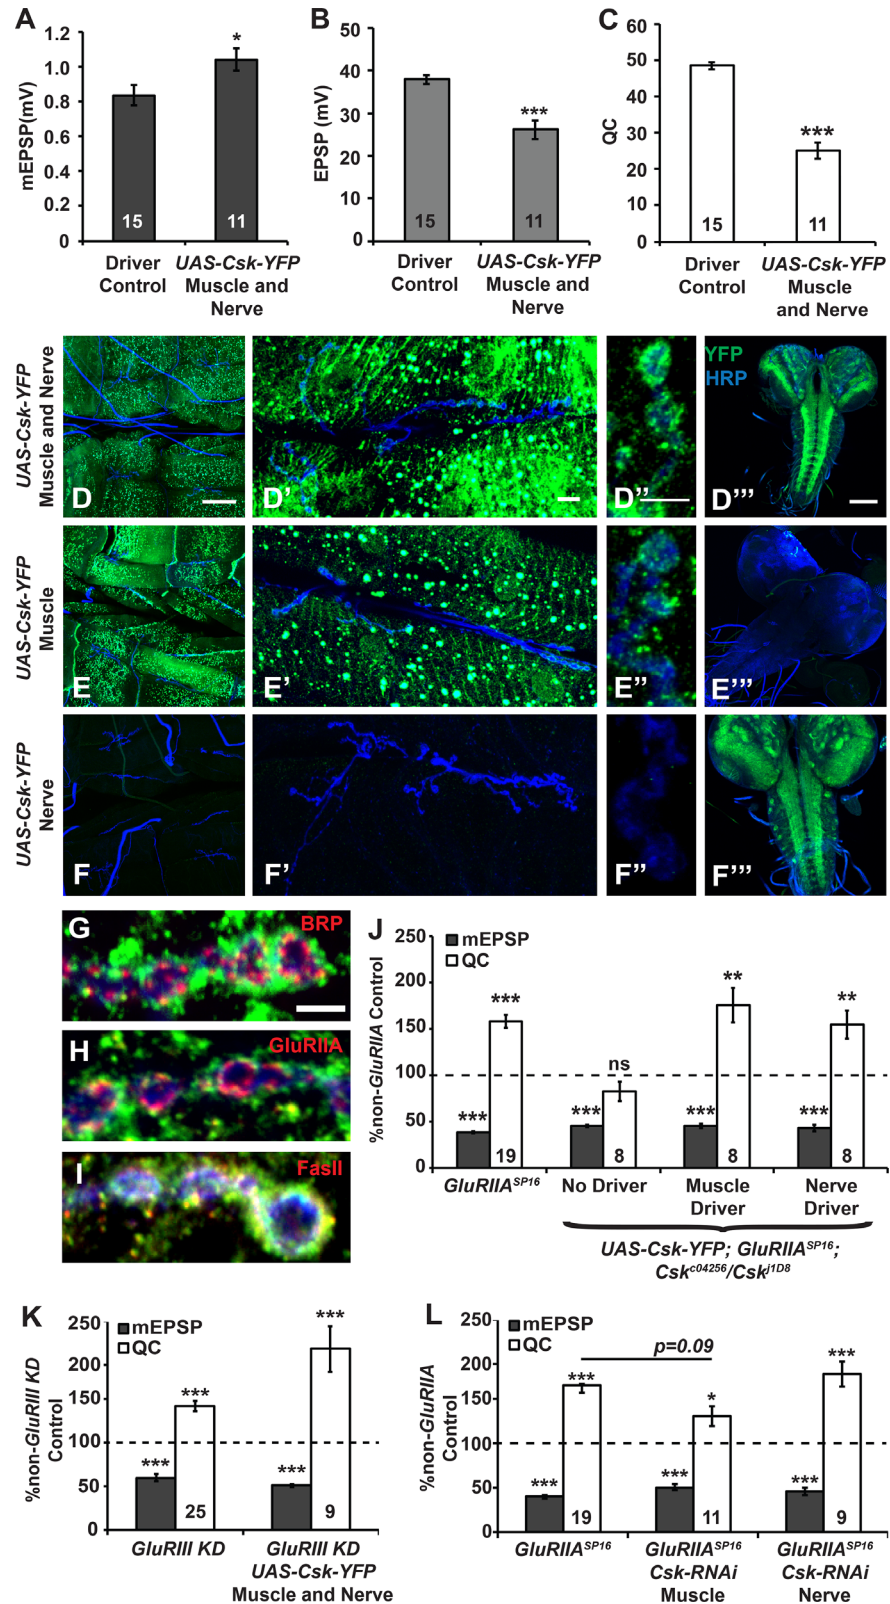 A
mEPSP(mV)
1.2
1.0
0.8
0.6
0.4
0.2
0
*
15
11
Driver Control
UAS-Csk-YFP Muscle and Nerve
B
EPSP (mV)
50
40
30
20
10
0
***
15
11
Driver Control
UAS-Csk-YFP Muscle and Nerve
C
QC
60
50
40
30
20
10
0
***
15
11
Driver Control
UAS-Csk-YFP Muscle and Nerve
UAS-Csk-YFP
Muscle and Nerve
D
D'
D''
YFP
HRP
D'''
UAS-Csk-YFP
Muscle
E
E'
E''
E'''
UAS-Csk-YFP
Nerve
F
F'
F''
F'''
G
BRP
H
GluRIIA
I
FasII
J
mEPSP
QC
%non-GluRIIA Control
250
200
150
100
50
0
***
***
***
ns
***
**
***
**
19
8
8
8
GluRIIA^SP16
No Driver
Muscle Driver
Nerve Driver
UAS-Csk-YFP; GluRIIA^SP16;
Csk^c04256/Csk^j1D8
K
mEPSP
QC
%non-GluRIII KD
Control
250
200
150
100
50
0
***
***
***
***
25
9
GluRIII KD
GluRIII KD
UAS-Csk-YFP
Muscle and Nerve
L
mEPSP
QC
%non-GluRIIA
Control
250
200
150
100
50
0
p=0.09
***
***
***
*
***
***
19
11
9
GluRIIA^SP16
GluRIIA^SP16
Csk-RNAi
Muscle
GluRIIA^SP16
Csk-RNAi
Nerve